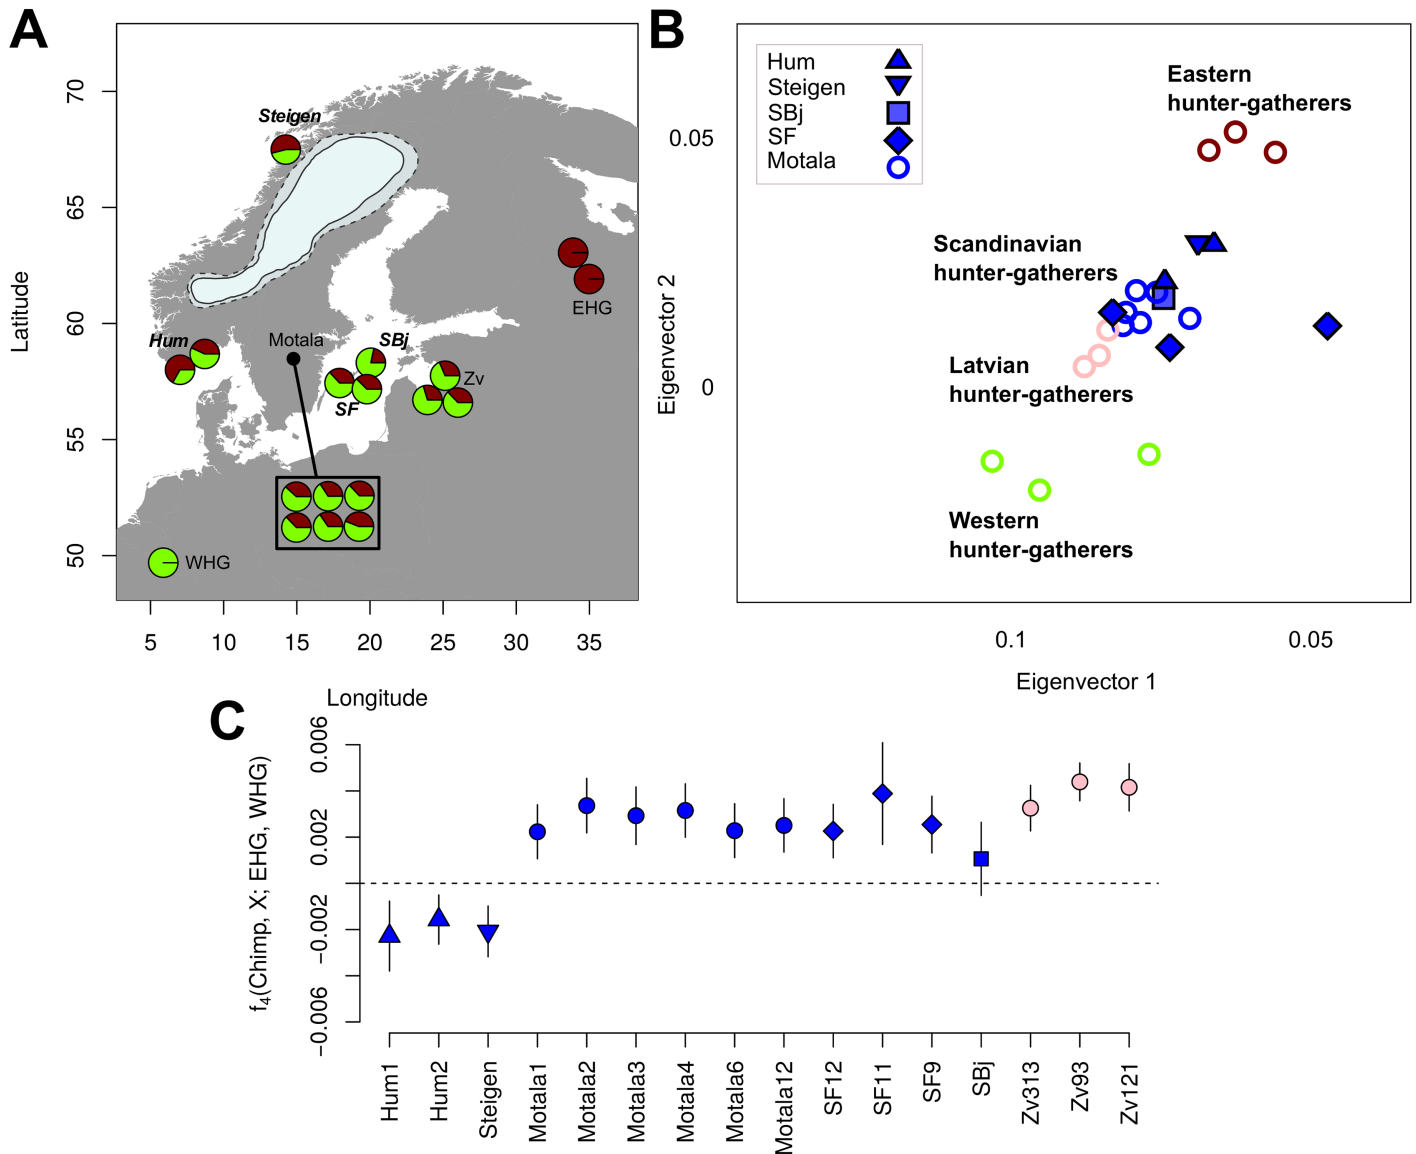 A
70
65
60
55
50
Latitude
Steigen
EHG
Hum
Motala
SBj
Zv
SF
WHG
5
10
15
20
25
30
35
Longitude
B
Hum
Steigen
SBj
SF
Motala
Eastern
hunter-gatherers
Scandinavian
hunter-gatherers
Latvian
hunter-gatherers
Western
hunter-gatherers
0.05
0
Eigenvector 2
0.1
0.05
Eigenvector 1
C
0.006
0.002
−0.002
−0.006
f4(Chimp, X; EHG, WHG)
Hum1
Hum2
Steigen
Motala1
Motala2
Motala3
Motala4
Motala6
Motala12
SF12
SF11
SF9
SBj
Zv313
Zv93
Zv121